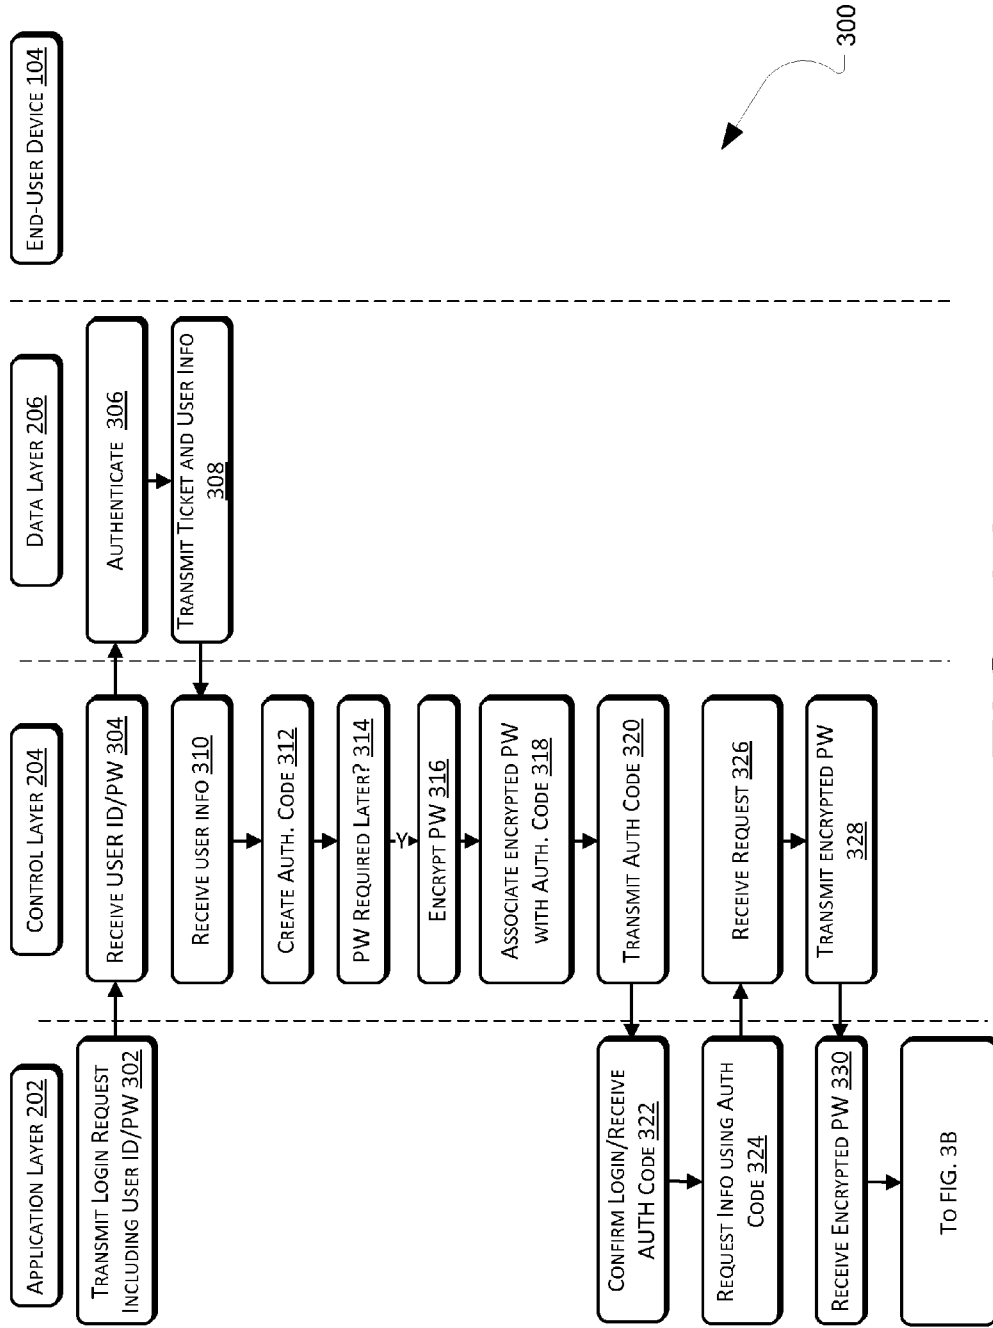 APPLICATION LAYER 202
CONTROL LAYER 204
DATA LAYER 206
END-USER DEVICE 104
TRANSMIT LOGIN REQUEST
INCLUDING USER ID/PW 302
RECEIVE USER ID/PW 304
AUTHENTICATE 306
TRANSMIT TICKET AND USER INFO
308
RECEIVE USER INFO 310
CREATE AUTH. CODE 312
PW REQUIRED LATER? 314
Y
ENCRYPT PW 316
ASSOCIATE ENCRYPTED PW
WITH AUTH. CODE 318
TRANSMIT AUTH CODE 320
CONFIRM LOGIN/RECEIVE
AUTH CODE 322
REQUEST INFO USING AUTH
CODE 324
RECEIVE REQUEST 326
TRANSMIT ENCRYPTED PW
328
RECEIVE ENCRYPTED PW 330
TO FIG. 3B
300